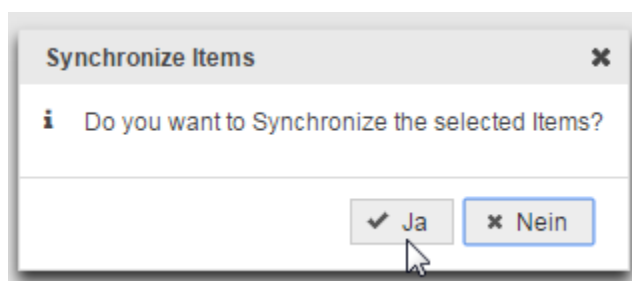 Synchronize Items
Do you want to Synchronize the selected Items?
Ja Nein